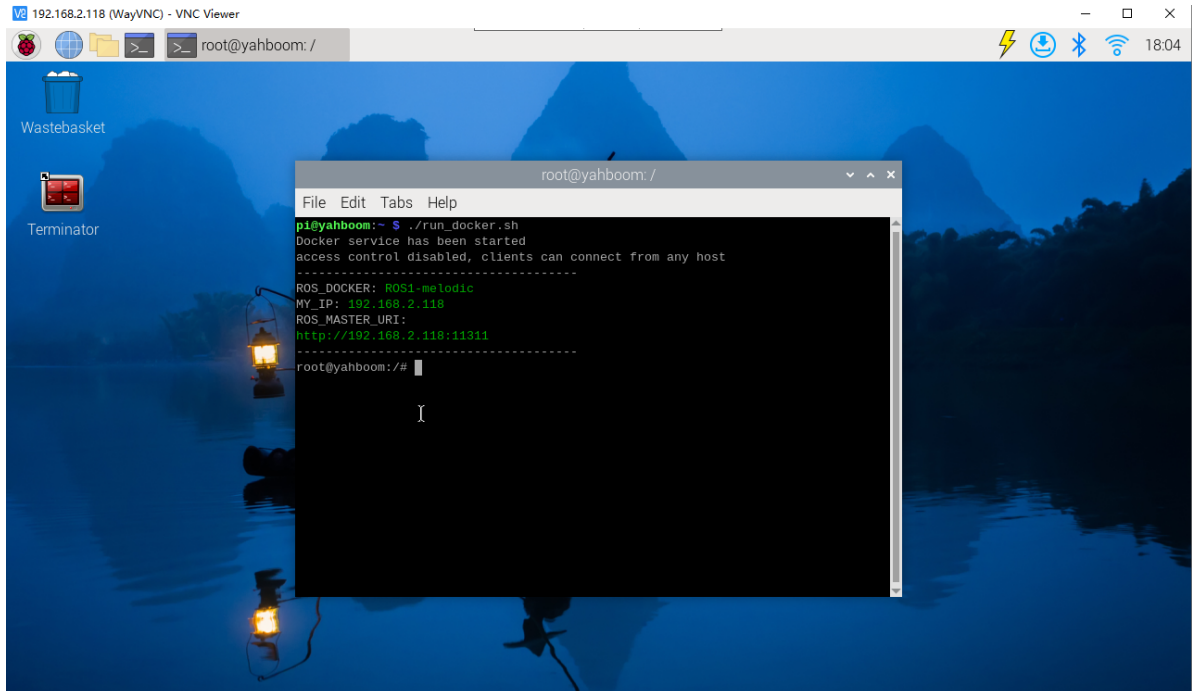 192.168.2.118 (WayVNC) - VNC Viewer
root@yahboom: /
18:04
Wastebasket
Terminator
root@yahboom: /
File Edit Tabs Help
pi@yahboom:~ $ ./run_docker.sh
Docker service has been started
access control disabled, clients can connect from any host
--------------------------------------
ROS_DOCKER: ROS1-melodic
MY_IP: 192.168.2.118
ROS_MASTER_URI:
http://192.168.2.118:11311
--------------------------------------
root@yahboom:/#